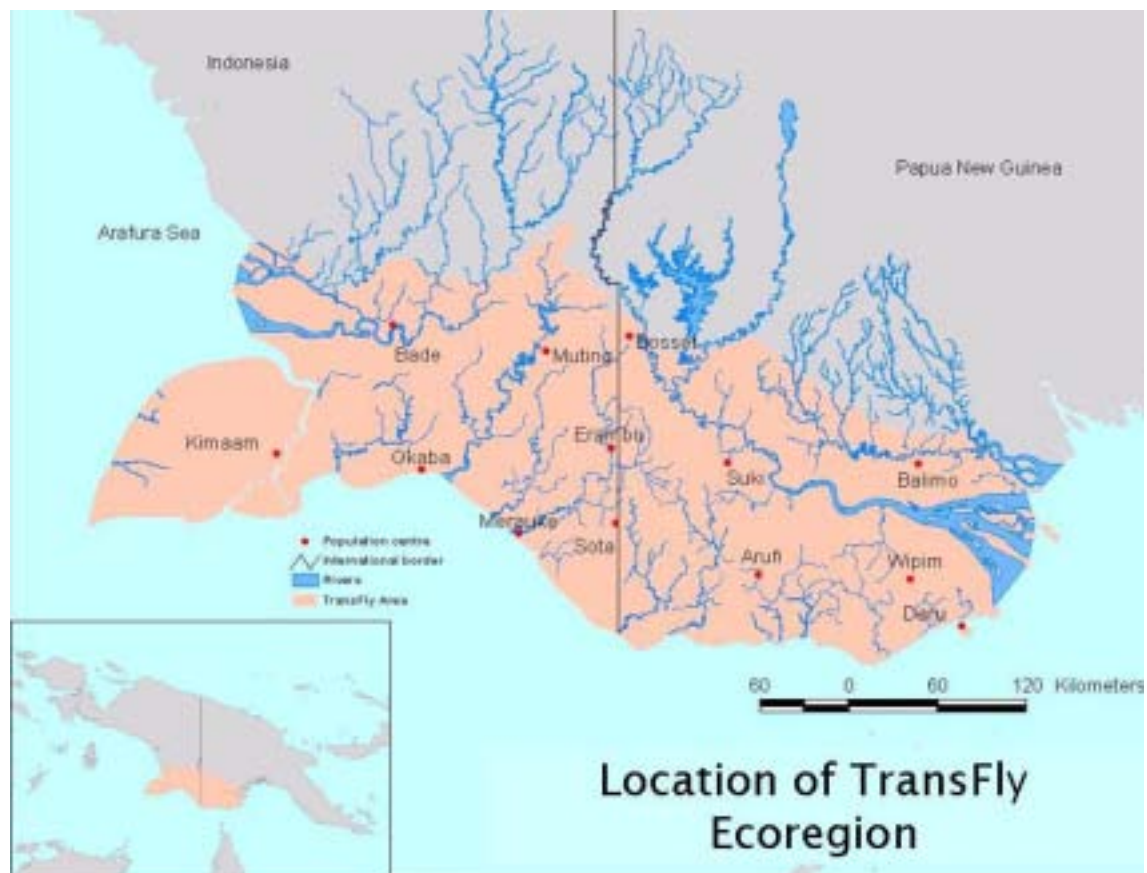 Indonesia
Papua New Guinea
Arafura Sea
Bade
Muting
Bosset
Kimaam
Okaba
Erambu
Suki
Balimo
Merauke
Sota
Arufi
Wipim
Daru
Population centre
International border
Rivers
TransFly Area
60 0 60 120 Kilometers
Location of TransFly
Ecoregion